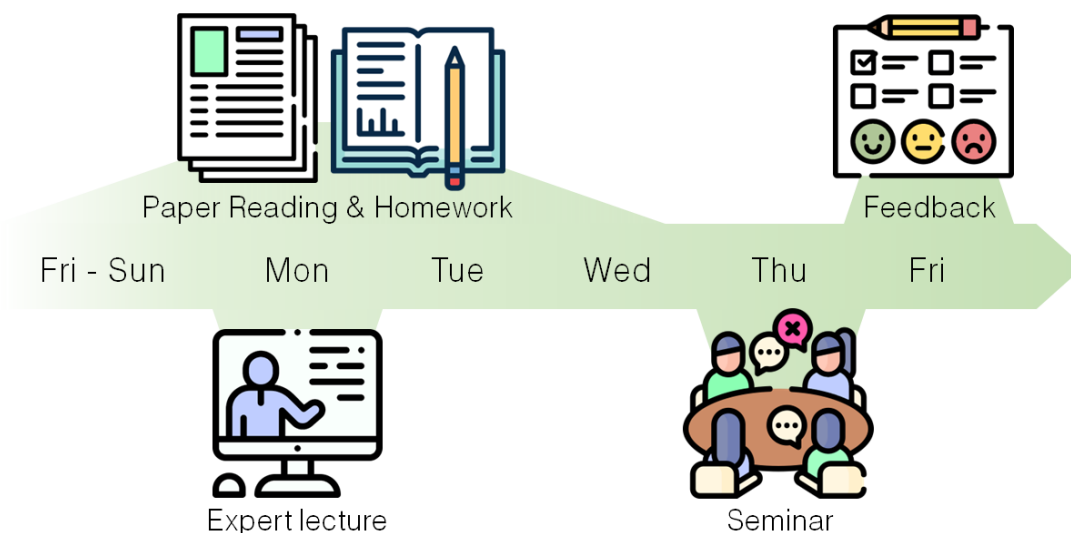 Paper Reading & Homework
Feedback
Fri - Sun
Mon
Tue
Wed
Thu
Fri
Expert lecture
Seminar